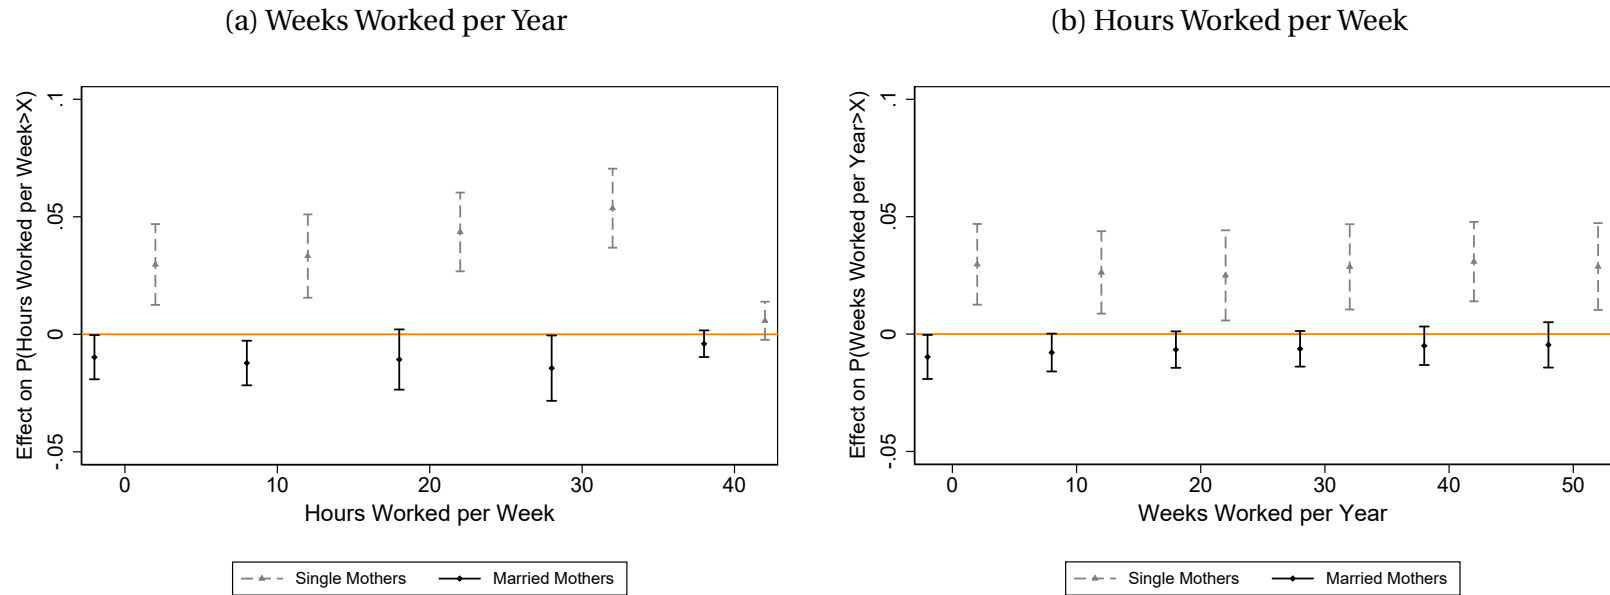 (a) Weeks Worked per Year
Effect on P(Hours Worked per Week>X)
.1
.05
0
-.05
0 10 20 30 40
Hours Worked per Week
Single Mothers Married Mothers
(b) Hours Worked per Week
Effect on P(Weeks Worked per Year>X)
.1
.05
0
-.05
0 10 20 30 40 50
Weeks Worked per Year
Single Mothers Married Mothers